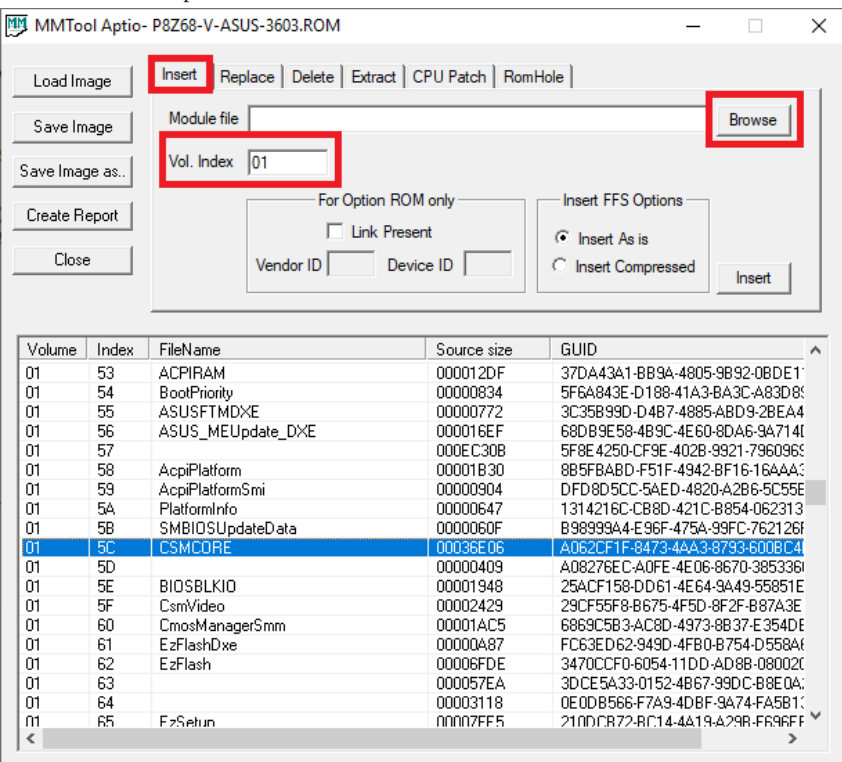 MMTool Aptio- P8Z68-V-ASUS-3603.ROM
Load Image
Save Image
Save Image as..
Create Report
Close
Insert Replace Delete Extract CPU Patch RomHole
Module file Browse
Vol. Index 01
For Option ROM only
Link Present
Vendor ID Device ID
Insert FFS Options
Insert As is
Insert Compressed
Insert
Volume Index FileName Source size GUID
01 53 ACPIRAM 000012DF 37DA43A1-BB9A-4805-9B92-0BDE1
01 54 BootPriority 00000834 5F6A843E-D188-41A3-BA3C-A83D8
01 55 ASUSFTMDXE 00000772 3C35B99D-D4B7-4885-ABD9-2BEA4
01 56 ASUS_MEUpdate_DXE 000016EF 68DB9E58-4B9C-4E60-8DA6-9A714
01 57 000EC30B 5F8E4250-CF9E-402B-9921-796096
01 58 AcpiPlatform 00001B30 8B5FBABD-F51F-4942-BF16-16AAA3
01 59 AcpiPlatformSmi 00000904 DFD8D5CC-5AED-4820-A2B6-5C55E
01 5A PlatformInfo 00000647 1314216C-CB8D-421C-B854-062313
01 5B SMBIOSUpdateData 0000060F B98999A4-E96F-475A-99FC-762126
01 5C CSMCORE 00036E06 A062CF1F-8473-4AA3-8793-600BC4
01 5D 00000409 A08276EC-A0FE-4E06-8670-385336
01 5E BIOSBLKIO 00001948 25ACF158-DD61-4E64-9A49-55851E
01 5F CsmVideo 00002429 29CF55F8-B675-4F5D-8F2F-B87A3E
01 60 CmosManagerSmm 00001AC5 6869C5B3-AC8D-4973-8B37-E354DE
01 61 EzFlashDxe 00000A87 FC63ED62-949D-4FB0-B754-D558A
01 62 EzFlash 00006FDE 3470CCF0-6054-11DD-AD8B-08002
01 63 000057EA 3DCE5A33-0152-4B67-99DC-B8E0A
01 64 00003118 0E0DB566-F7A9-4DBF-9A74-FA5B1
01 65 EzSetup 00007FE5 210DCB72-BC14-4A19-A29B-F696EF